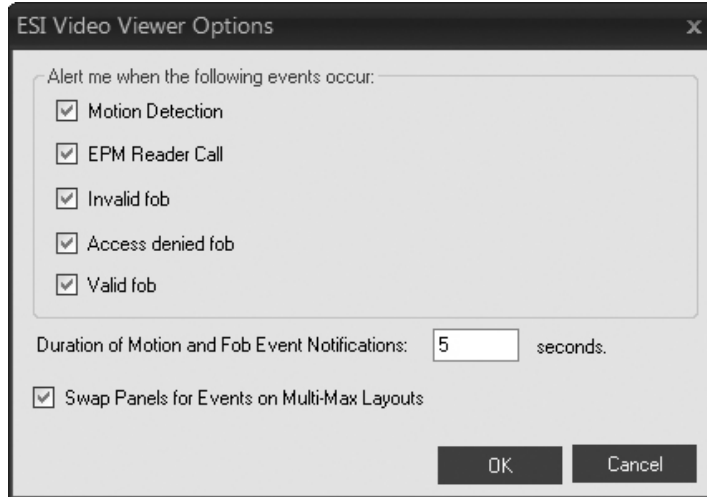 ESI Video Viewer Options x
Alert me when the following events occur:
Motion Detection
EPM Reader Call
Invalid fob
Access denied fob
Valid fob
Duration of Motion and Fob Event Notifications: 5 seconds.
Swap Panels for Events on Multi-Max Layouts
OK Cancel